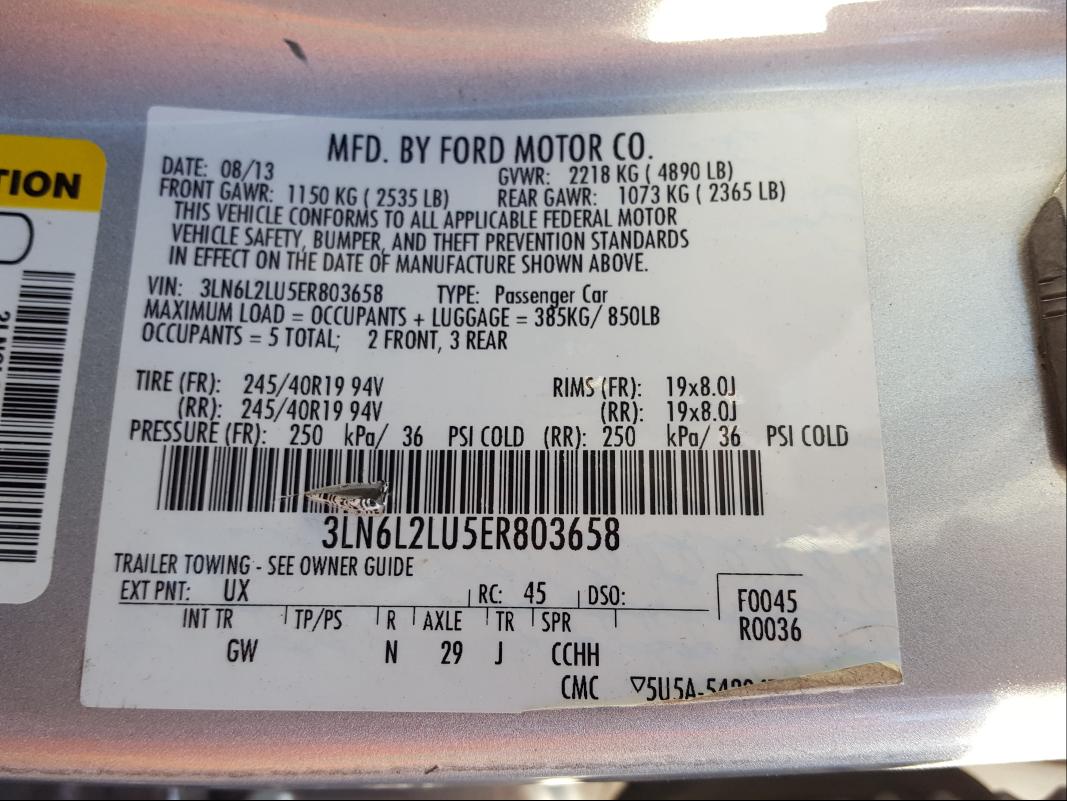 TION
MFD. BY FORD MOTOR CO.
DATE: 08/13 GVWR: 2218 KG ( 4890 LB)
FRONT GAWR: 1150 KG ( 2535 LB) REAR GAWR: 1073 KG ( 2365 LB)
THIS VEHICLE CONFORMS TO ALL APPLICABLE FEDERAL MOTOR
VEHICLE SAFETY, BUMPER, AND THEFT PREVENTION STANDARDS
IN EFFECT ON THE DATE OF MANUFACTURE SHOWN ABOVE.
VIN: 3LN6L2LU5ER803658 TYPE: Passenger Car
MAXIMUM LOAD = OCCUPANTS + LUGGAGE = 385KG/ 850LB
OCCUPANTS = 5 TOTAL; 2 FRONT, 3 REAR
TIRE (FR): 245/40R19 94V RIMS (FR): 19x8.0J
(RR): 245/40R19 94V (RR): 19x8.0J
PRESSURE (FR): 250 kPa/ 36 PSI COLD (RR): 250 kPa/ 36 PSI COLD
3LN6L2LU5ER803658
TRAILER TOWING - SEE OWNER GUIDE
EXT PNT: UX RC: 45 DSO:
F0045
R0036
INT TR TP/PS R AXLE TR SPR
GW N 29 J CCHH
CMC